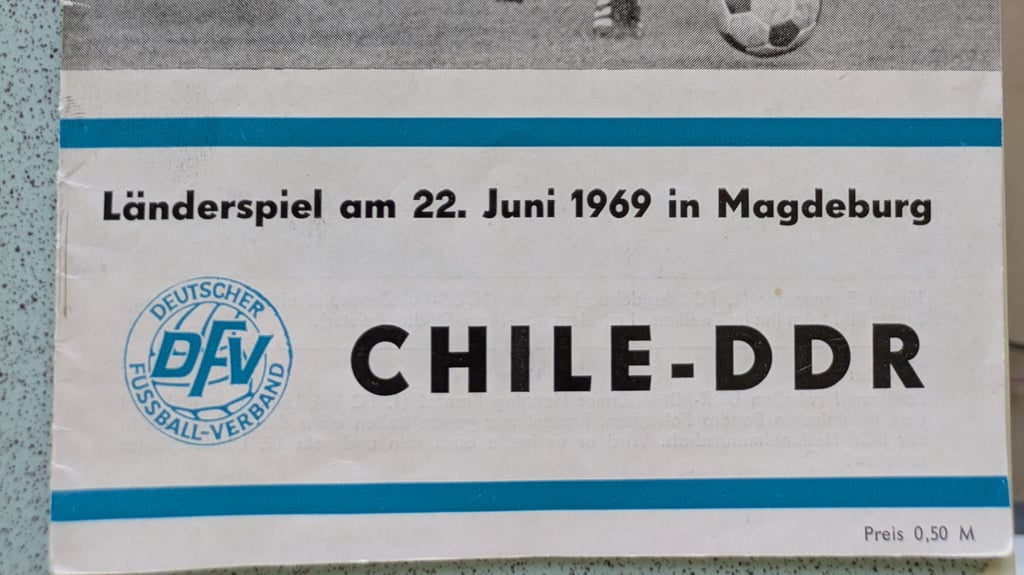 Länderspiel am 22. Juni 1969 in Magdeburg
DEUTSCHER
DFV
FUSSBALL-VERBAND
CHILE-DDR
Preis 0,50 M